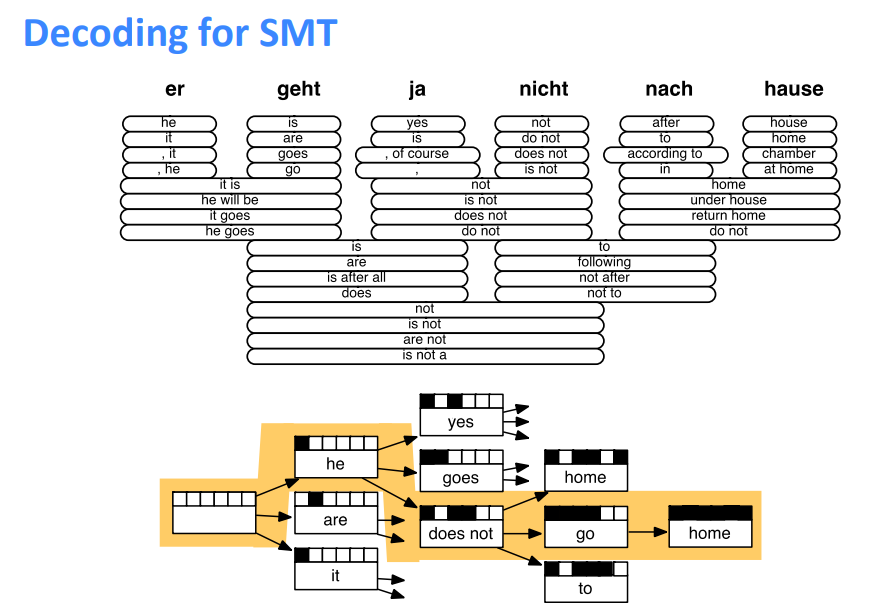 Decoding for SMT
er geht ja nicht nach hause
he is yes not after house
it are is do not to home
, it goes , of course does not according to chamber
, he go , is not in at home
it is not home
he will be is not under house
it goes does not return home
he goes do not do not
is to
are following
is after all not after
does not to
not
is not
are not
is not a
yes
he goes home
are does not go home
it to